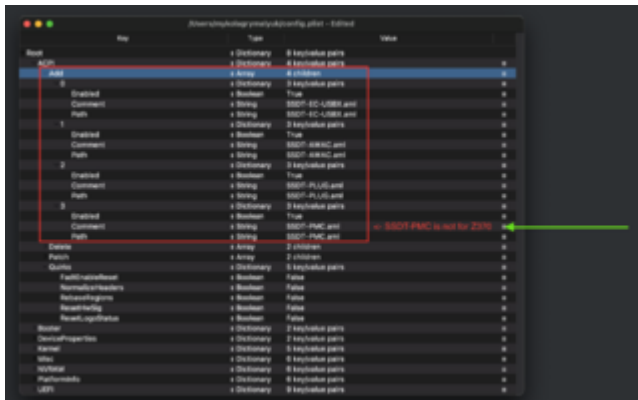 /Users/mykolagrymalyuk/config.plist - Edited
Key Type Value
Root Dictionary 8 key/value pairs
ACPI Dictionary 4 key/value pairs
Add Array 4 children
0 Dictionary 3 key/value pairs
Enabled Boolean True
Comment String SSDT-EC-USBX.aml
Path String SSDT-EC-USBX.aml
1 Dictionary 3 key/value pairs
Enabled Boolean True
Comment String SSDT-AWAC.aml
Path String SSDT-AWAC.aml
2 Dictionary 3 key/value pairs
Enabled Boolean True
Comment String SSDT-PLUG.aml
Path String SSDT-PLUG.aml
3 Dictionary 3 key/value pairs
Enabled Boolean True
Comment String SSDT-PMC.aml <- SSDT-PMC is not for Z370
Path String SSDT-PMC.aml
Delete Array 2 children
Patch Array 2 children
Quirks Dictionary 5 key/value pairs
FadtEnableReset Boolean False
NormalizeHeaders Boolean False
RebaseRegions Boolean False
ResetHwSig Boolean False
ResetLogoStatus Boolean False
Booter Dictionary 2 key/value pairs
DeviceProperties Dictionary 2 key/value pairs
Kernel Dictionary 5 key/value pairs
Misc Dictionary 6 key/value pairs
NVRAM Dictionary 6 key/value pairs
PlatformInfo Dictionary 6 key/value pairs
UEFI Dictionary 9 key/value pairs